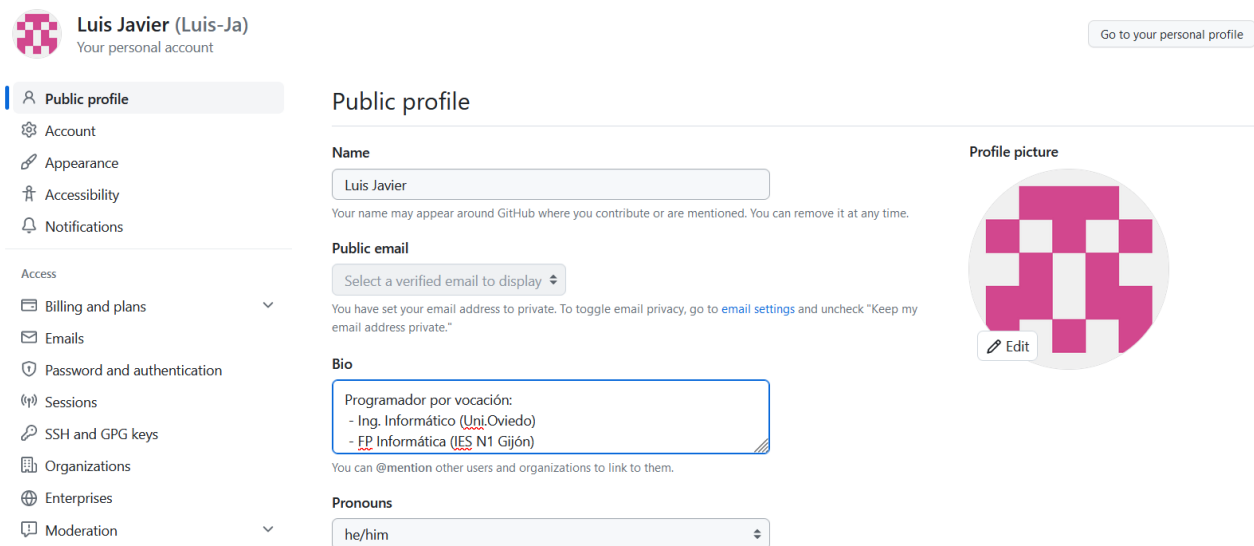 Luis Javier (Luis-Ja)
Your personal account
Go to your personal profile
Public profile
Account
Appearance
Accessibility
Notifications
Access
Billing and plans
Emails
Password and authentication
Sessions
SSH and GPG keys
Organizations
Enterprises
Moderation
Public profile
Name
Luis Javier
Your name may appear around GitHub where you contribute or are mentioned. You can remove it at any time.
Public email
Select a verified email to display
You have set your email address to private. To toggle email privacy, go to email settings and uncheck "Keep my
email address private."
Bio
Programador por vocación:
- Ing. Informático (Uni.Oviedo)
- FP Informática (IES N1 Gijón)
You can @mention other users and organizations to link to them.
Pronouns
he/him
Profile picture
Edit